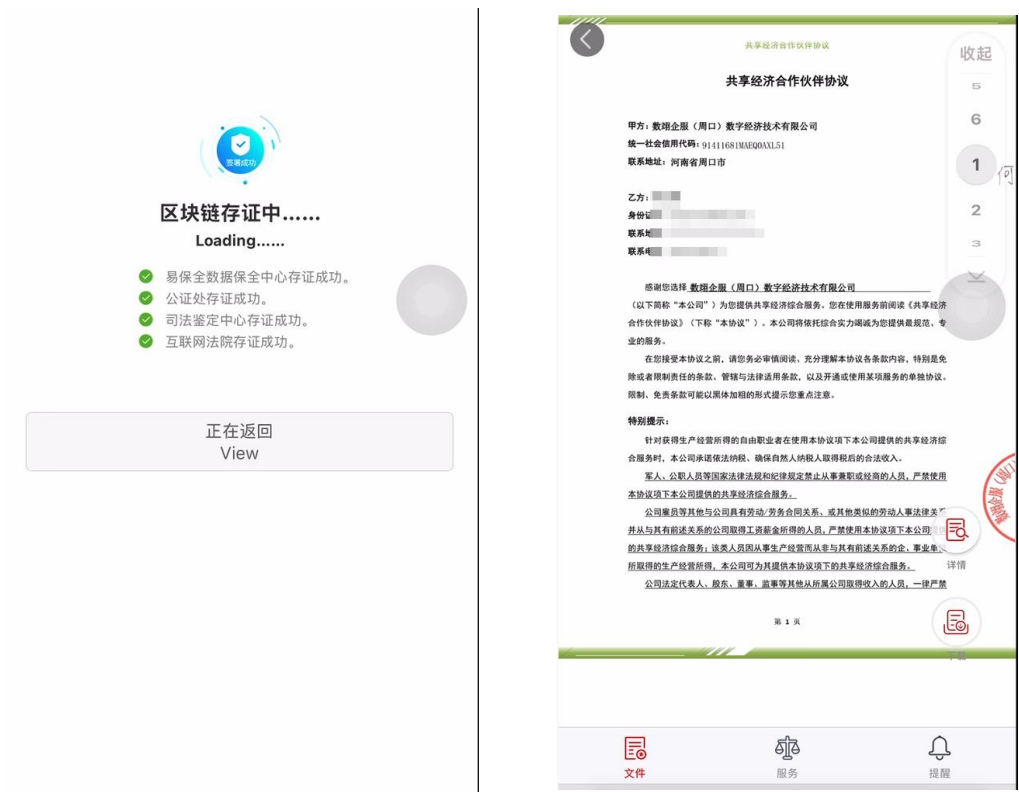 签署成功
区块链存证中......
Loading......
易保全数据保全中心存证成功。
公证处存证成功。
司法鉴定中心存证成功。
互联网法院存证成功。
正在返回
View
共享经济合作伙伴协议
收起
5
6
1
2
3
何
共享经济合作伙伴协议
甲方：数翊企服（周口）数字经济技术有限公司
统一社会信用代码：91411681MAEQ0AXL51
联系地址：河南省周口市
乙方：
身份证
联系地
联系电
感谢您选择 数翊企服（周口）数字经济技术有限公司
（以下简称“本公司”）为您提供共享经济综合服务。您在使用服务前阅读《共享经济
合作伙伴协议》（下称“本协议”）。本公司将依托综合实力竭诚为您提供最规范、专
业的服务。
在您接受本协议之前，请您务必审慎阅读、充分理解本协议各条款内容，特别是免
除或者限制责任的条款、管辖与法律适用条款，以及开通或使用某项服务的单独协议。
限制、免责条款可能以黑体加粗的形式提示您重点注意。
特别提示：
针对获得生产经营所得的自由职业者在使用本协议项下本公司提供的共享经济综
合服务时，本公司承诺依法纳税、确保自然人纳税人取得税后的合法收入。
军人、公职人员等国家法律法规和纪律规定禁止从事兼职或经商的人员，严禁使用
本协议项下本公司提供的共享经济综合服务。
公司雇员等其他与公司具有劳动/劳务合同关系、或其他类似的劳动人事法律关系
并从与其有前述关系的公司取得工资薪金所得的人员，严禁使用本协议项下本公司提供
的共享经济综合服务；该类人员因从事生产经营而从非与其有前述关系的企、事业单位
所取得的生产经营所得，本公司可为其提供本协议项下的共享经济综合服务。
公司法定代表人、股东、董事、监事等其他从所属公司取得收入的人员，一律严禁
数翊企服（周口
详情
第 1 页
下载
文件
服务
提醒